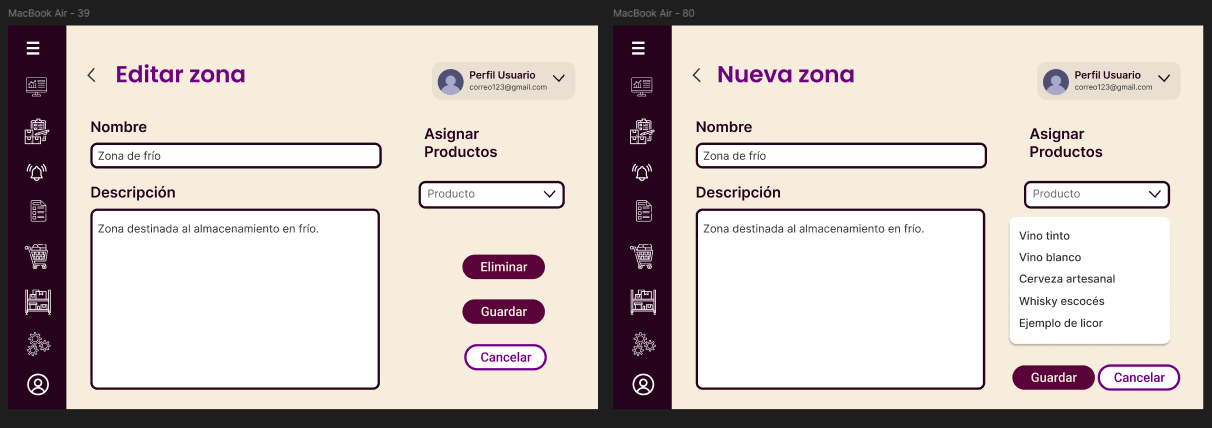 MacBook Air - 39
Editar zona
Perfil Usuario
correo123@gmail.com
Nombre
Zona de frío
Descripción
Zona destinada al almacenamiento en frío.
Asignar
Productos
Producto
Eliminar
Guardar
Cancelar
MacBook Air - 80
Nueva zona
Perfil Usuario
correo123@gmail.com
Nombre
Zona de frío
Descripción
Zona destinada al almacenamiento en frío.
Asignar
Productos
Producto
Vino tinto
Vino blanco
Cerveza artesanal
Whisky escocés
Ejemplo de licor
Guardar
Cancelar